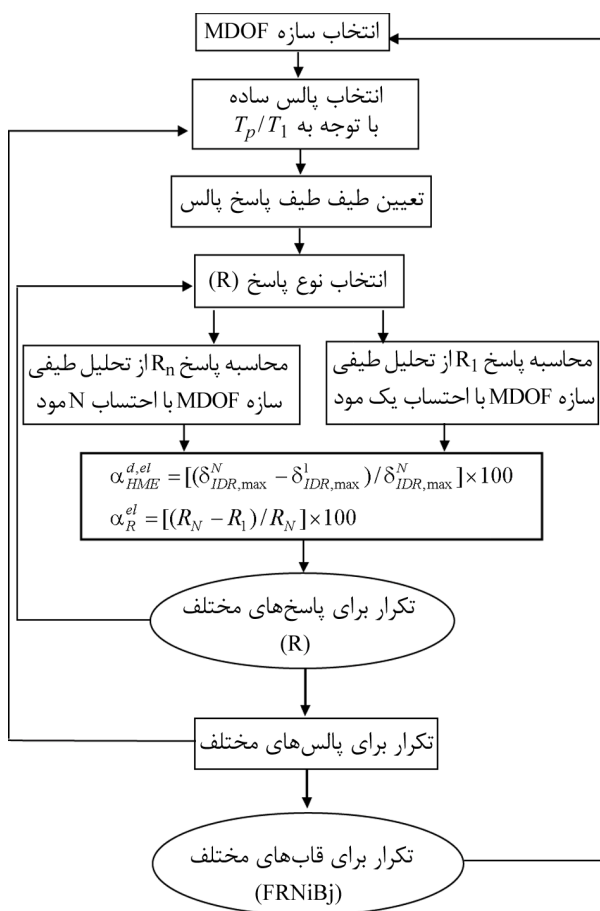 انتخاب سازه MDOF
انتخاب پالس ساده
با توجه به T_p/T_1
تعیین طیف طیف پاسخ پالس
انتخاب نوع پاسخ (R)
محاسبه پاسخ R_1 از تحلیل طیفی
سازه MDOF با احتساب یک مود
محاسبه پاسخ R_n از تحلیل طیفی
سازه MDOF با احتساب N مود
α_{HME}^{d,el} = [(δ_{IDR,max}^N − δ_{IDR,max}^1)/δ_{IDR,max}^N]×100
α_R^{el} = [(R_N − R_1)/R_N]×100
تکرار برای پاسخ‌های مختلف
(R)
تکرار برای پالس‌های مختلف
تکرار برای قاب‌های مختلف
(FRNiBj)